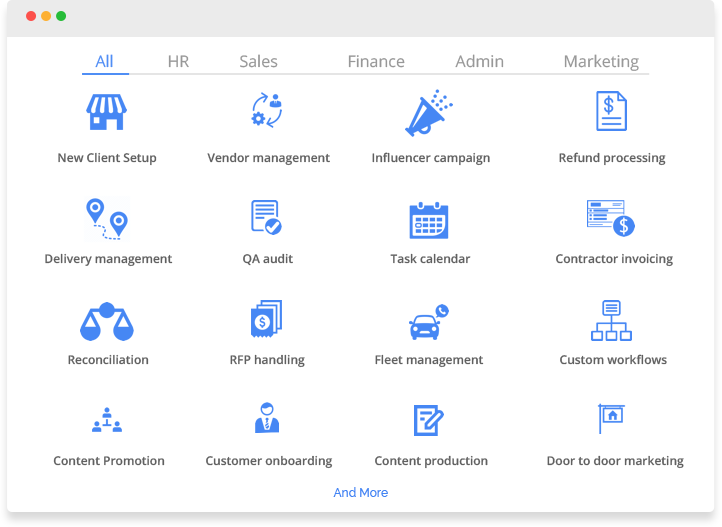 All HR Sales Finance Admin Marketing
New Client Setup Vendor management Influencer campaign Refund processing
Delivery management QA audit Task calendar Contractor invoicing
Reconciliation RFP handling Fleet management Custom workflows
Content Promotion Customer onboarding Content production Door to door marketing
And More